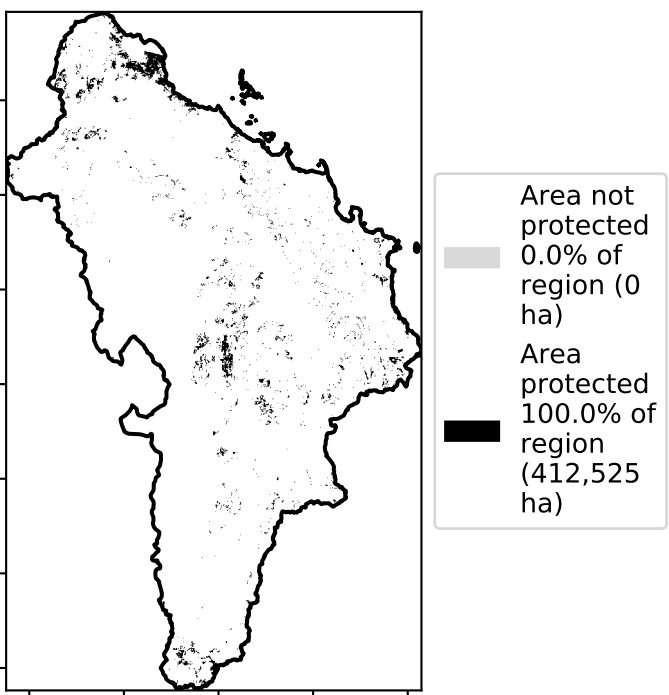 Area not
protected
0.0% of
region (0
ha)
Area
protected
100.0% of
region
(412,525
ha)